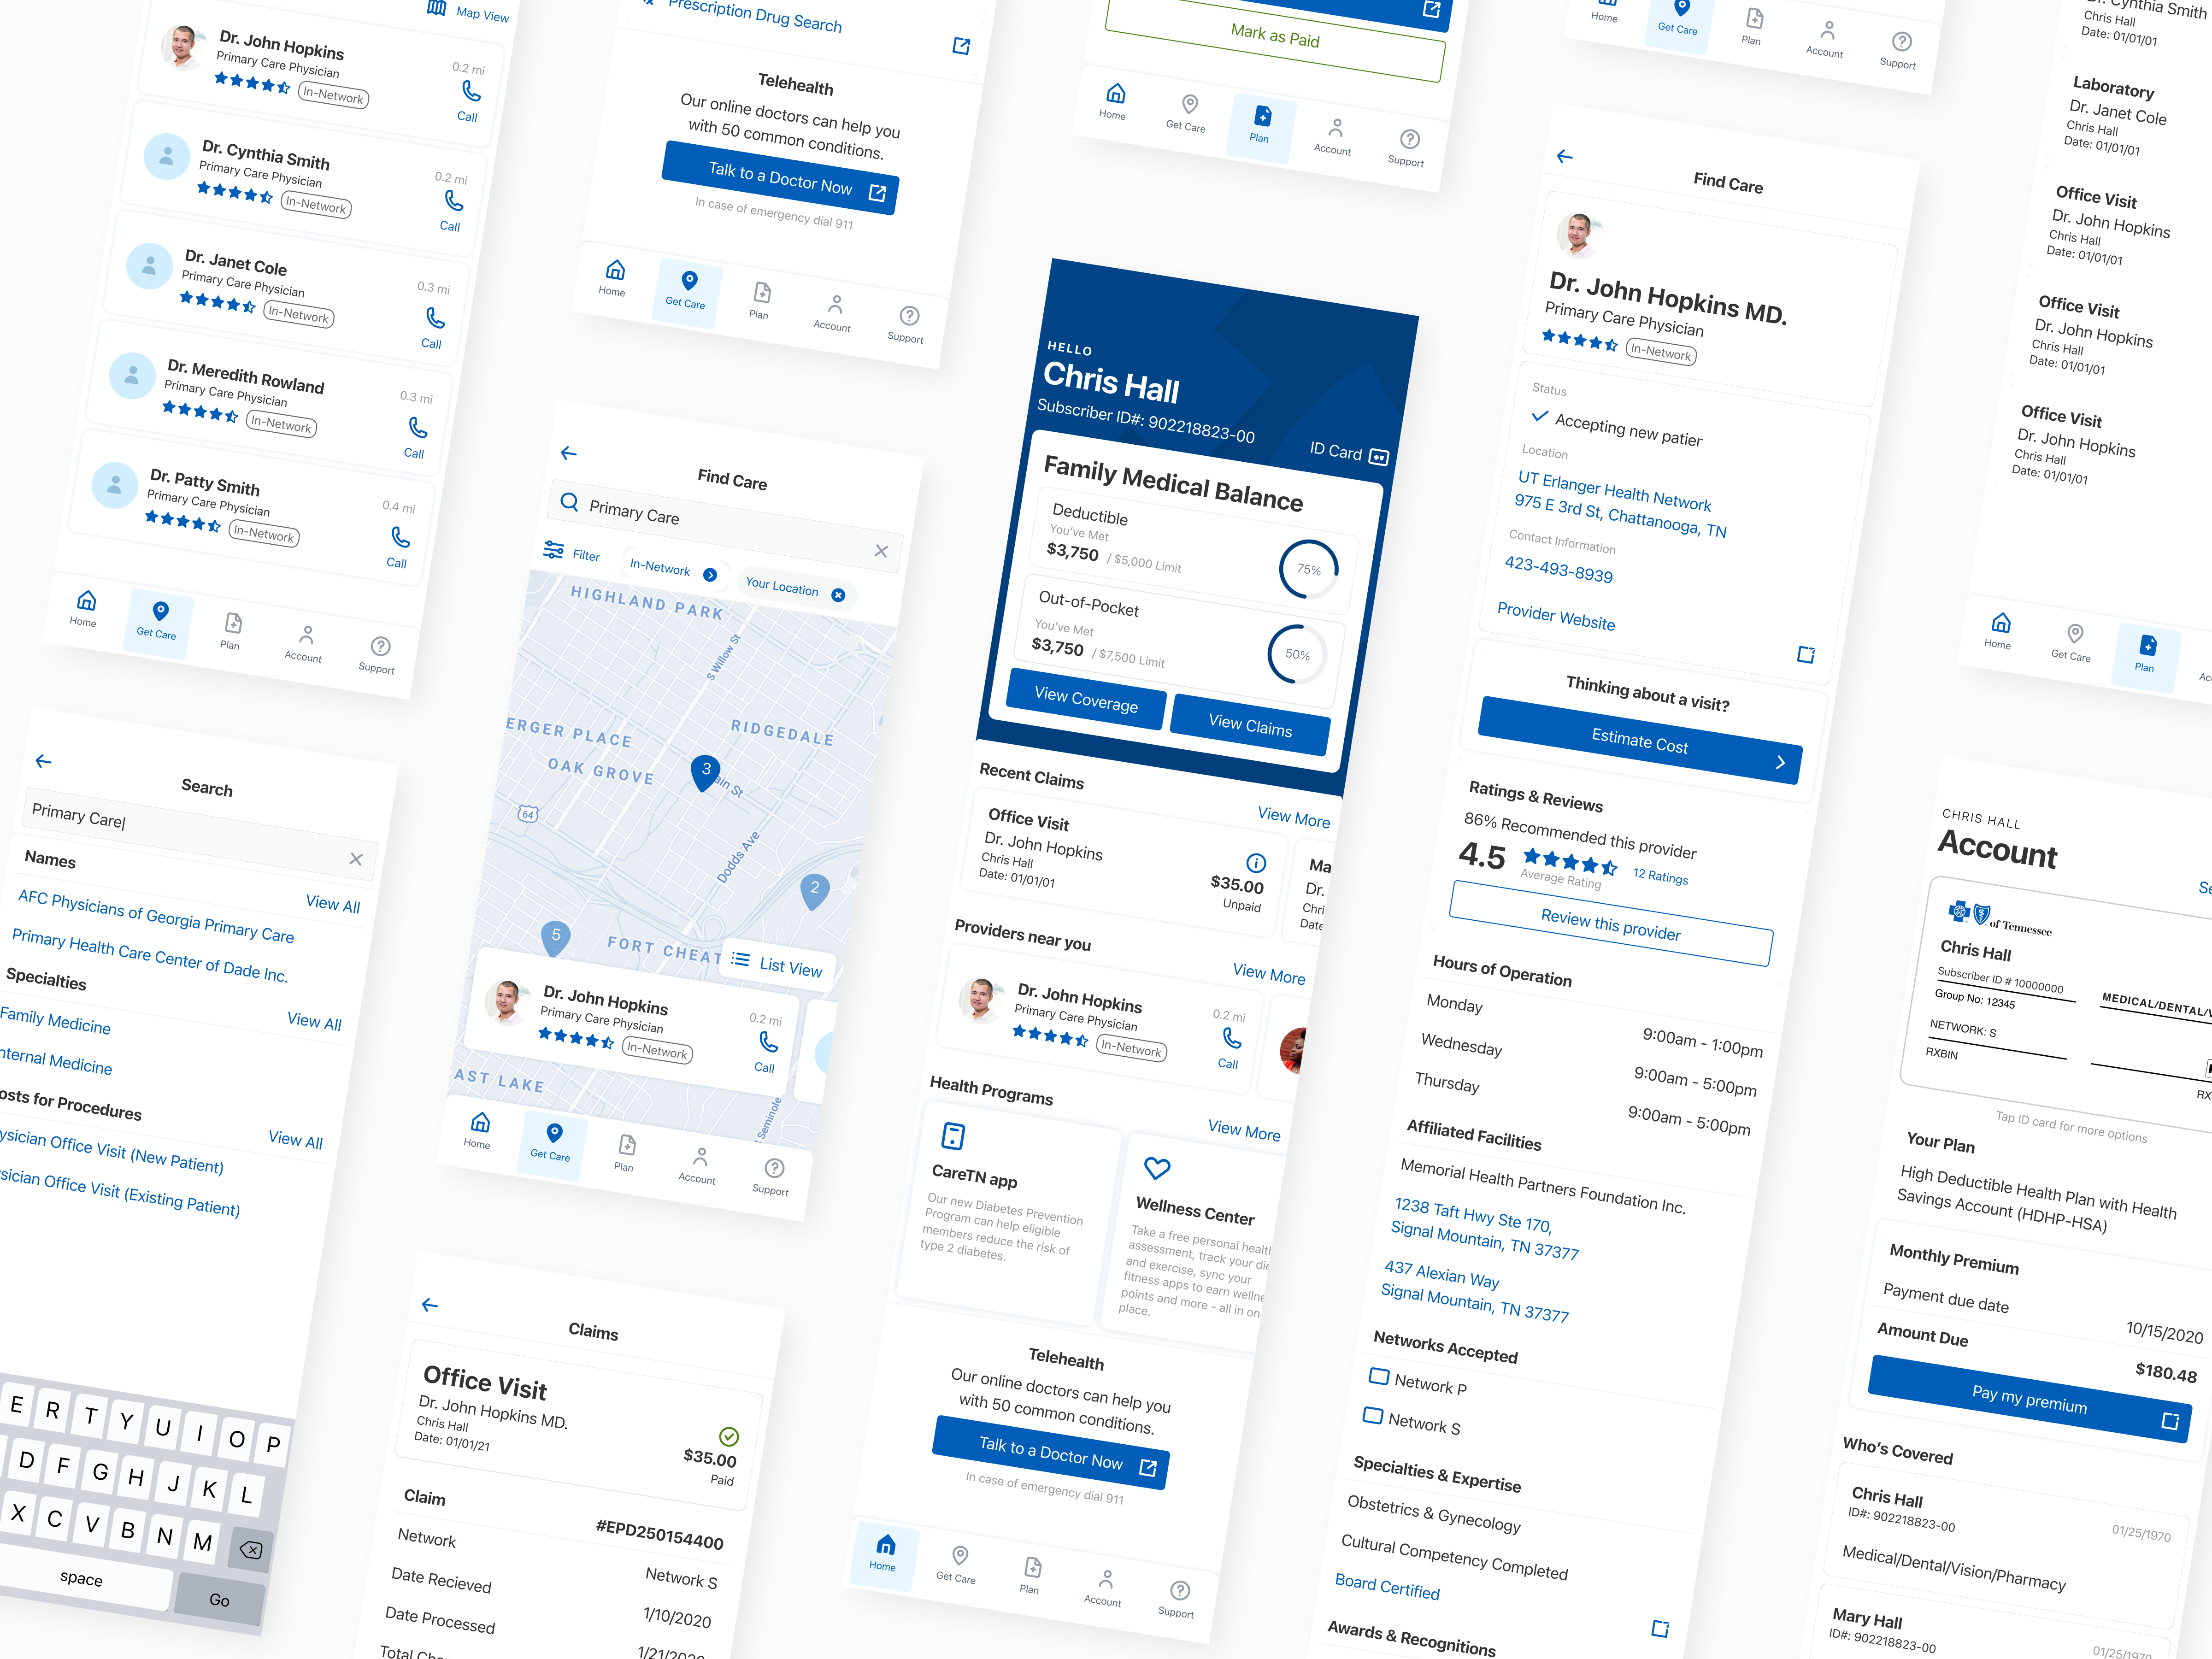 Map View
Dr. John Hopkins
Primary Care Physician
In-Network
0.2 mi
Call
Dr. Cynthia Smith
Primary Care Physician
In-Network
0.2 mi
Call
Dr. Janet Cole
Primary Care Physician
In-Network
0.3 mi
Call
Dr. Meredith Rowland
Primary Care Physician
In-Network
0.3 mi
Call
Dr. Patty Smith
Primary Care Physician
In-Network
0.4 mi
Call
Home
Get Care
Plan
Account
Support
Search
Primary Care
Names
View All
AFC Physicians of Georgia Primary Care
Primary Health Care Center of Dade Inc.
Specialties
View All
Family Medicine
nternal Medicine
osts for Procedures
View All
ysician Office Visit (New Patient)
sician Office Visit (Existing Patient)
E R T Y U I O P
D F G H J K L
X C V B N M
space
Go
Prescription Drug Search
Telehealth
Our online doctors can help you
with 50 common conditions.
Talk to a Doctor Now
In case of emergency dial 911
Home
Get Care
Plan
Account
Support
Find Care
Primary Care
Filter
In-Network
Your Location
HIGHLAND PARK
S Willow St
ERGER PLACE
RIDGEDALE
OAK GROVE
3
ain St
64
Dodds Ave
2
5
FORT CHEAT
List View
Dr. John Hopkins
Primary Care Physician
In-Network
0.2 mi
Call
AST LAKE
Seminole
Home
Get Care
Plan
Account
Support
Claims
Office Visit
Dr. John Hopkins MD.
Chris Hall
Date: 01/01/21
$35.00
Paid
Claim
#EPD250154400
Network
Network S
Date Recieved
1/10/2020
Date Processed
1/21/2020
Mark as Paid
Home
Get Care
Plan
Account
Support
HELLO
Chris Hall
Subscriber ID#: 902218823-00
ID Card
Family Medical Balance
Deductible
You've Met
$3,750 / $5,000 Limit
75%
Out-of-Pocket
You've Met
$3,750 / $7,500 Limit
50%
View Coverage
View Claims
Recent Claims
View More
Office Visit
Dr. John Hopkins
Chris Hall
Date: 01/01/01
$35.00
Unpaid
Ma
Dr.
Chri
Date
Providers near you
View More
Dr. John Hopkins
Primary Care Physician
In-Network
0.2 mi
Call
Health Programs
View More
CareTN app
Our new Diabetes Prevention
Program can help eligible
members reduce the risk of
type 2 diabetes.
Wellness Center
Take a free personal healt
assessment, track your die
and exercise, sync your
fitness apps to earn wellne
points and more - all in on
place.
Telehealth
Our online doctors can help you
with 50 common conditions.
Talk to a Doctor Now
In case of emergency dial 911
Home
Get Care
Plan
Account
Support
Home
Get Care
Plan
Account
Support
Find Care
Dr. John Hopkins MD.
Primary Care Physician
In-Network
Status
Accepting new patier
Location
UT Erlanger Health Network
975 E 3rd St, Chattanooga, TN
Contact Information
423-493-8939
Provider Website
Thinking about a visit?
Estimate Cost
Ratings & Reviews
86% Recommended this provider
4.5
Average Rating
12 Ratings
Review this provider
Hours of Operation
Monday
9:00am - 1:00pm
Wednesday
9:00am - 5:00pm
Thursday
9:00am - 5:00pm
Affiliated Facilities
Memorial Health Partners Foundation Inc.
1238 Taft Hwy Ste 170,
Signal Mountain, TN 37377
437 Alexian Way
Signal Mountain, TN 37377
Networks Accepted
Network P
Network S
Specialties & Expertise
Obstetrics & Gynecology
Cultural Competency Completed
Board Certified
Awards & Recognitions
Dr. Cynthia Smith
Chris Hall
Date: 01/01/01
Laboratory
Dr. Janet Cole
Chris Hall
Date: 01/01/01
Office Visit
Dr. John Hopkins
Chris Hall
Date: 01/01/01
Office Visit
Dr. John Hopkins
Chris Hall
Date: 01/01/01
Office Visit
Dr. John Hopkins
Chris Hall
Date: 01/01/01
Home
Get Care
Plan
Ac
CHRIS HALL
Account
Se
of Tennessee
Chris Hall
Subscriber ID # 10000000
Group No: 12345
MEDICAL/DENTAL/V
NETWORK: S
RXBIN
RX
Tap ID card for more options
Your Plan
High Deductible Health Plan with Health
Savings Account (HDHP-HSA)
Monthly Premium
Payment due date
10/15/2020
Amount Due
$180.48
Pay my premium
Who's Covered
Chris Hall
ID#: 902218823-00
01/25/1970
Medical/Dental/Vision/Pharmacy
Mary Hall
ID#: 902218823-00
01/25/1970